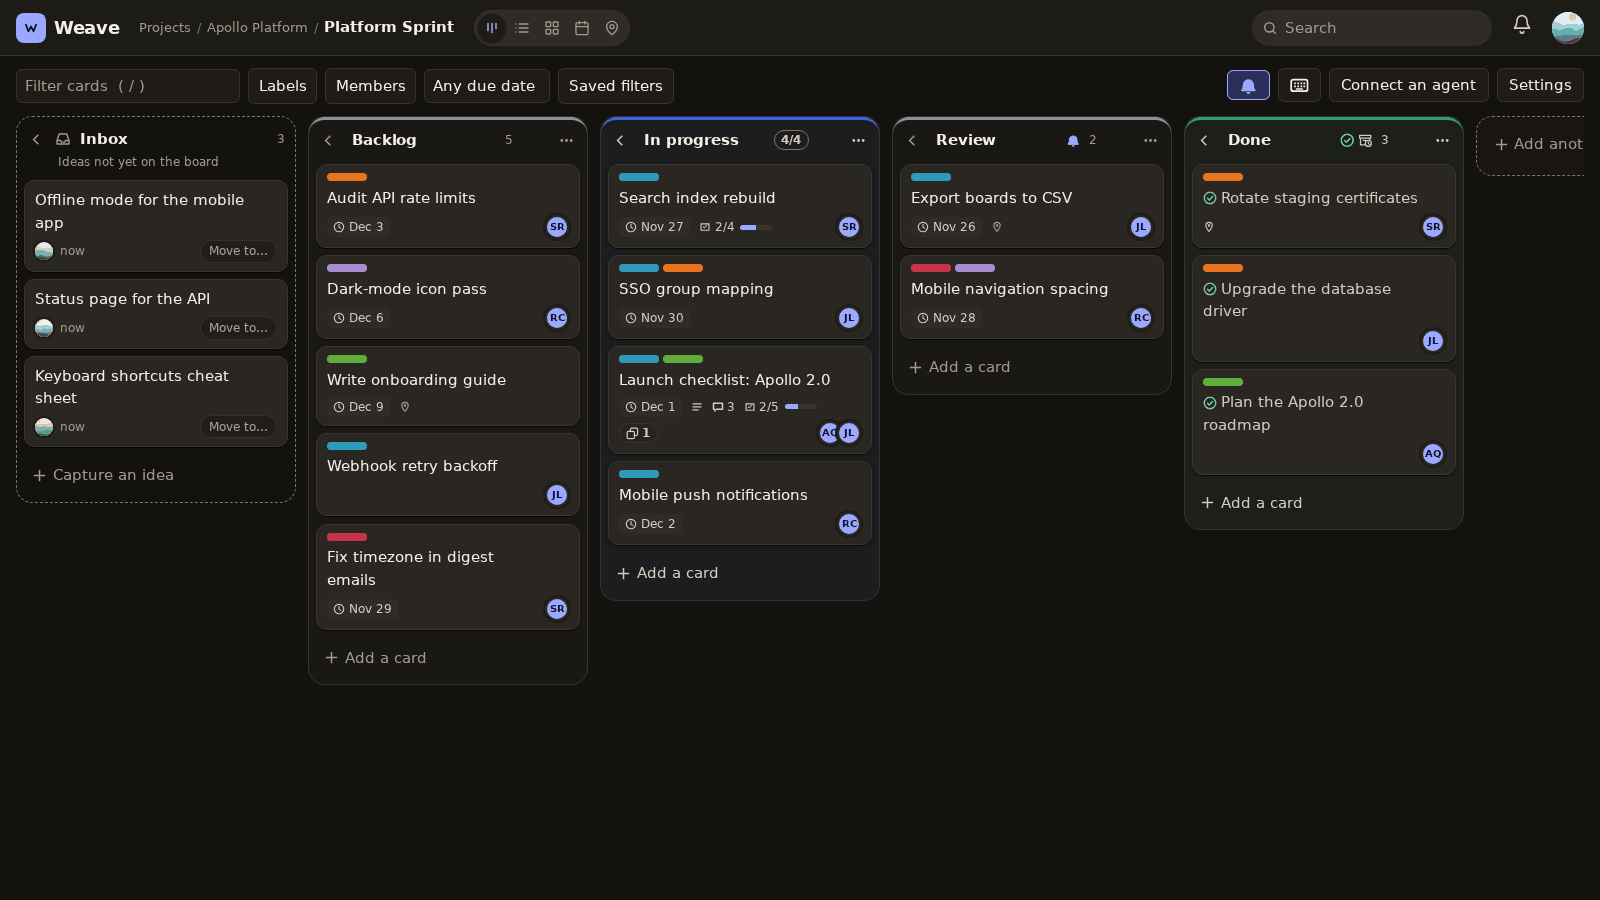 Weave
Projects / Apollo Platform / Platform Sprint
Search
Filter cards ( / )
Labels
Members
Any due date
Saved filters
Connect an agent
Settings
Inbox
3
Ideas not yet on the board
Offline mode for the mobile
app
now
Move to...
Status page for the API
now
Move to...
Keyboard shortcuts cheat
sheet
now
Move to...
+ Capture an idea
Backlog
5
Audit API rate limits
Dec 3
SR
Dark-mode icon pass
Dec 6
RC
Write onboarding guide
Dec 9
Webhook retry backoff
JL
Fix timezone in digest
emails
Nov 29
SR
+ Add a card
In progress
4/4
Search index rebuild
Nov 27
2/4
SR
SSO group mapping
Nov 30
JL
Launch checklist: Apollo 2.0
Dec 1
3
2/5
1
AQ
JL
Mobile push notifications
Dec 2
RC
+ Add a card
Review
2
Export boards to CSV
Nov 26
JL
Mobile navigation spacing
Nov 28
RC
+ Add a card
Done
3
Rotate staging certificates
SR
Upgrade the database
driver
JL
Plan the Apollo 2.0
roadmap
AQ
+ Add a card
+ Add anot